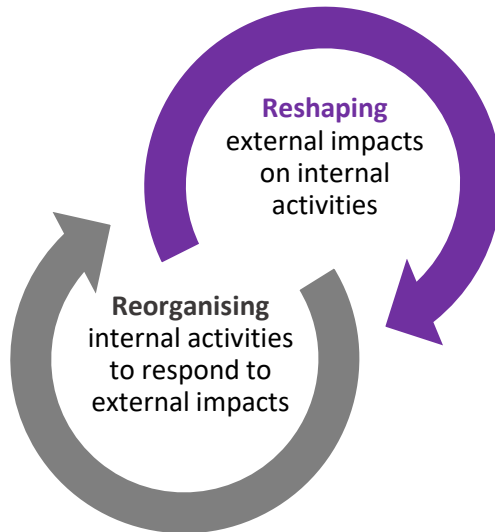 Reshaping
external impacts
on internal
activities
Reorganising
internal activities
to respond to
external impacts